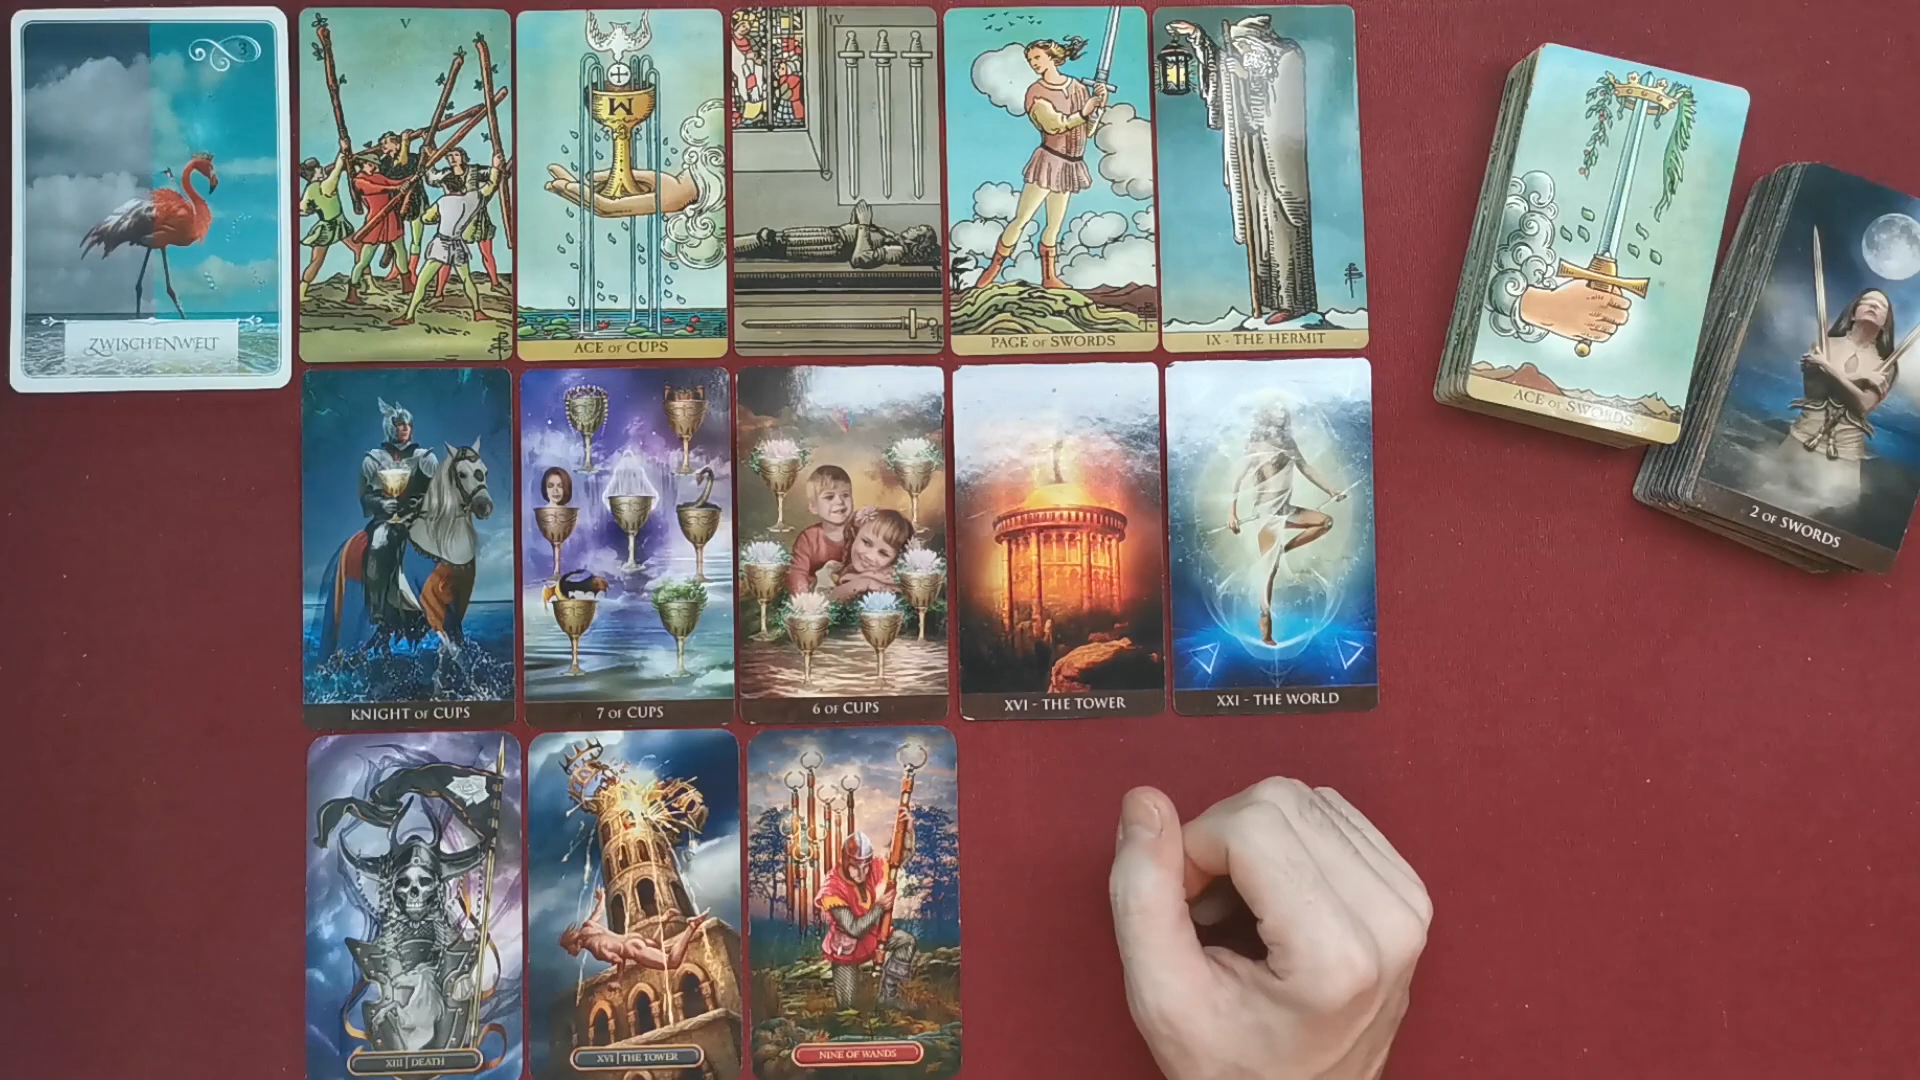 3
ZWISCHENWELT
V
ACE OF CUPS
IV
PAGE OF SWORDS
IX - THE HERMIT
ACE OF SWORDS
2 OF SWORDS
KNIGHT OF CUPS
7 OF CUPS
6 OF CUPS
XVI - THE TOWER
XXI - THE WORLD
XIII | DEATH
XVI | THE TOWER
NINE OF WANDS